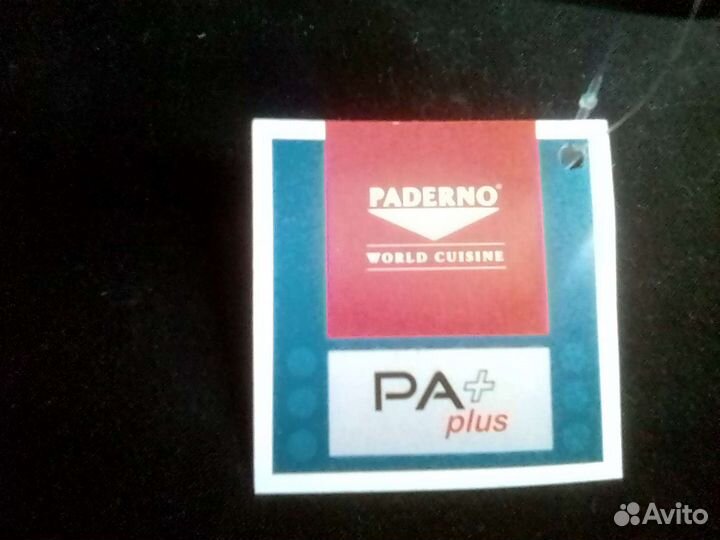 PADERNO®
WORLD CUISINE
PA+
plus
Avito